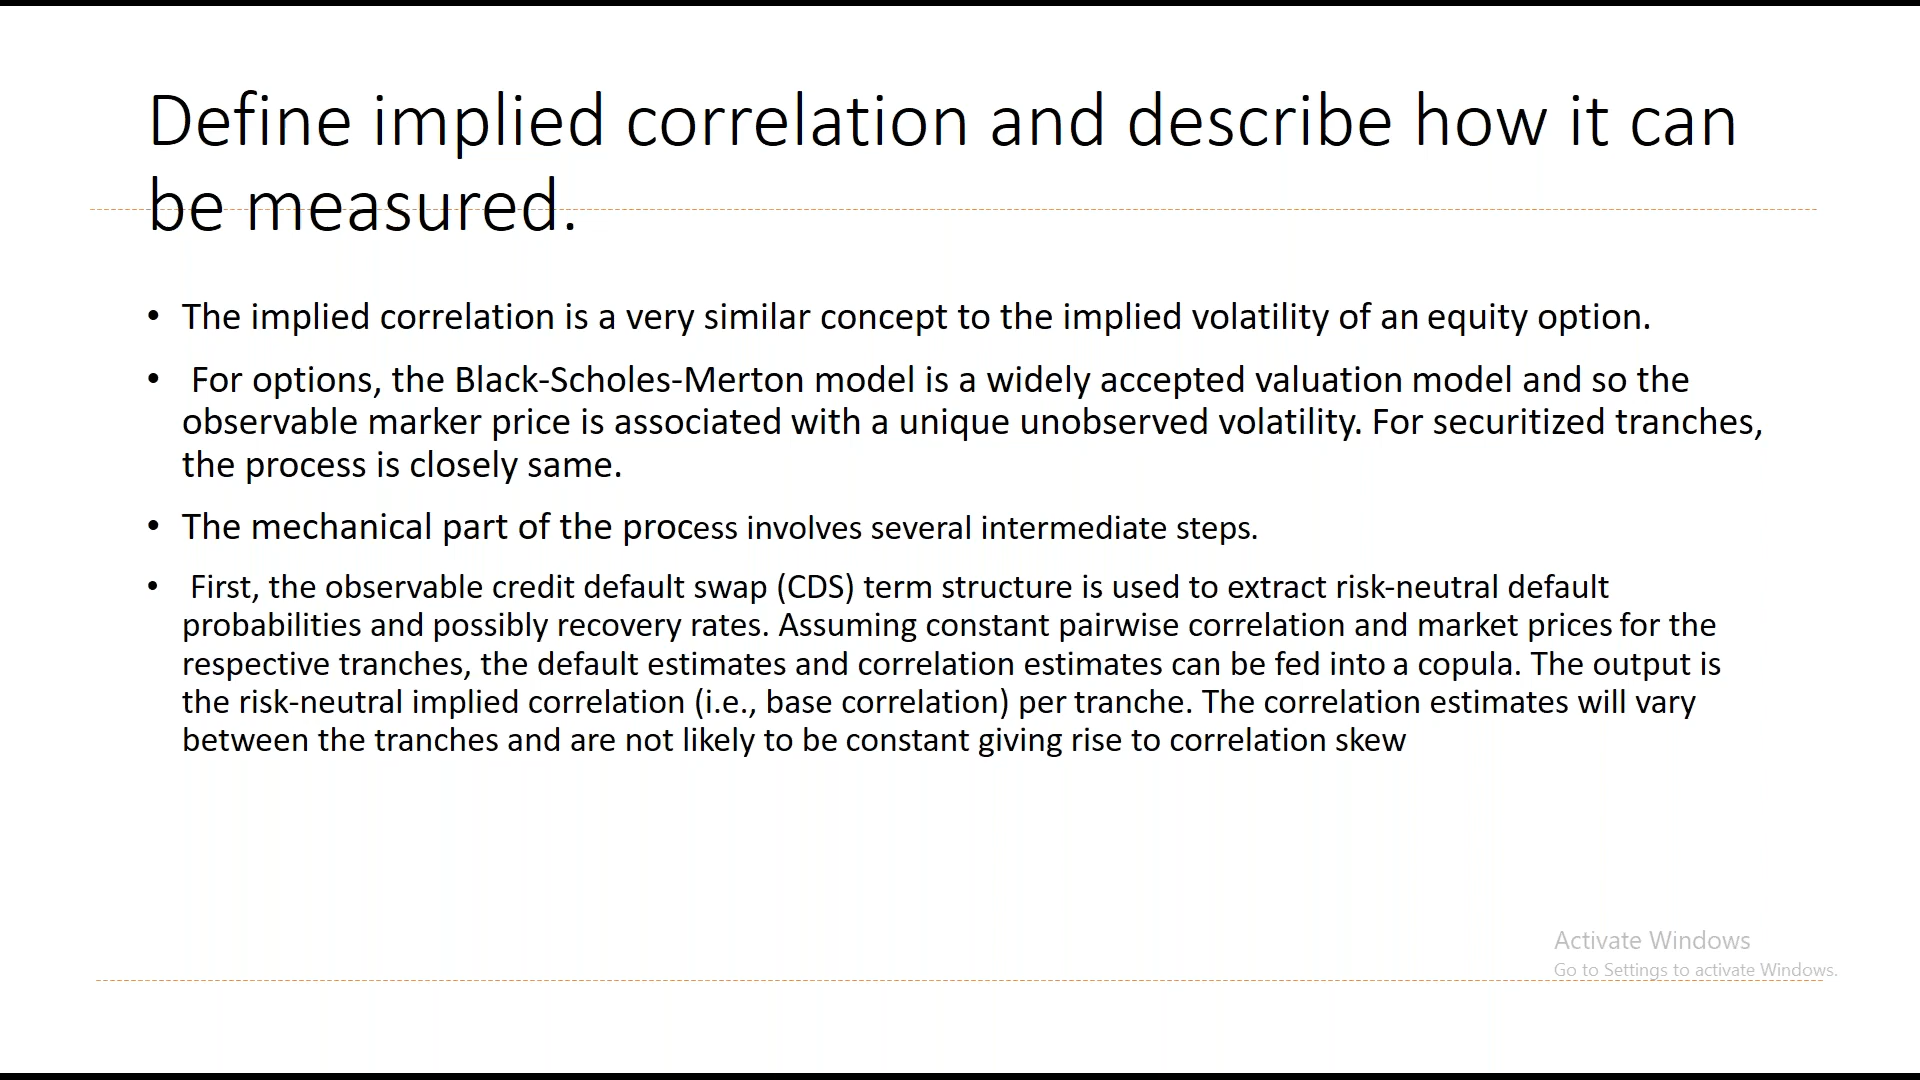 Define implied correlation and describe how it can
be measured.
• The implied correlation is a very similar concept to the implied volatility of an equity option.
• For options, the Black-Scholes-Merton model is a widely accepted valuation model and so the
observable marker price is associated with a unique unobserved volatility. For securitized tranches,
the process is closely same.
• The mechanical part of the process involves several intermediate steps.
• First, the observable credit default swap (CDS) term structure is used to extract risk-neutral default
probabilities and possibly recovery rates. Assuming constant pairwise correlation and market prices for the
respective tranches, the default estimates and correlation estimates can be fed into a copula. The output is
the risk-neutral implied correlation (i.e., base correlation) per tranche. The correlation estimates will vary
between the tranches and are not likely to be constant giving rise to correlation skew
Activate Windows
Go to Settings to activate Windows.